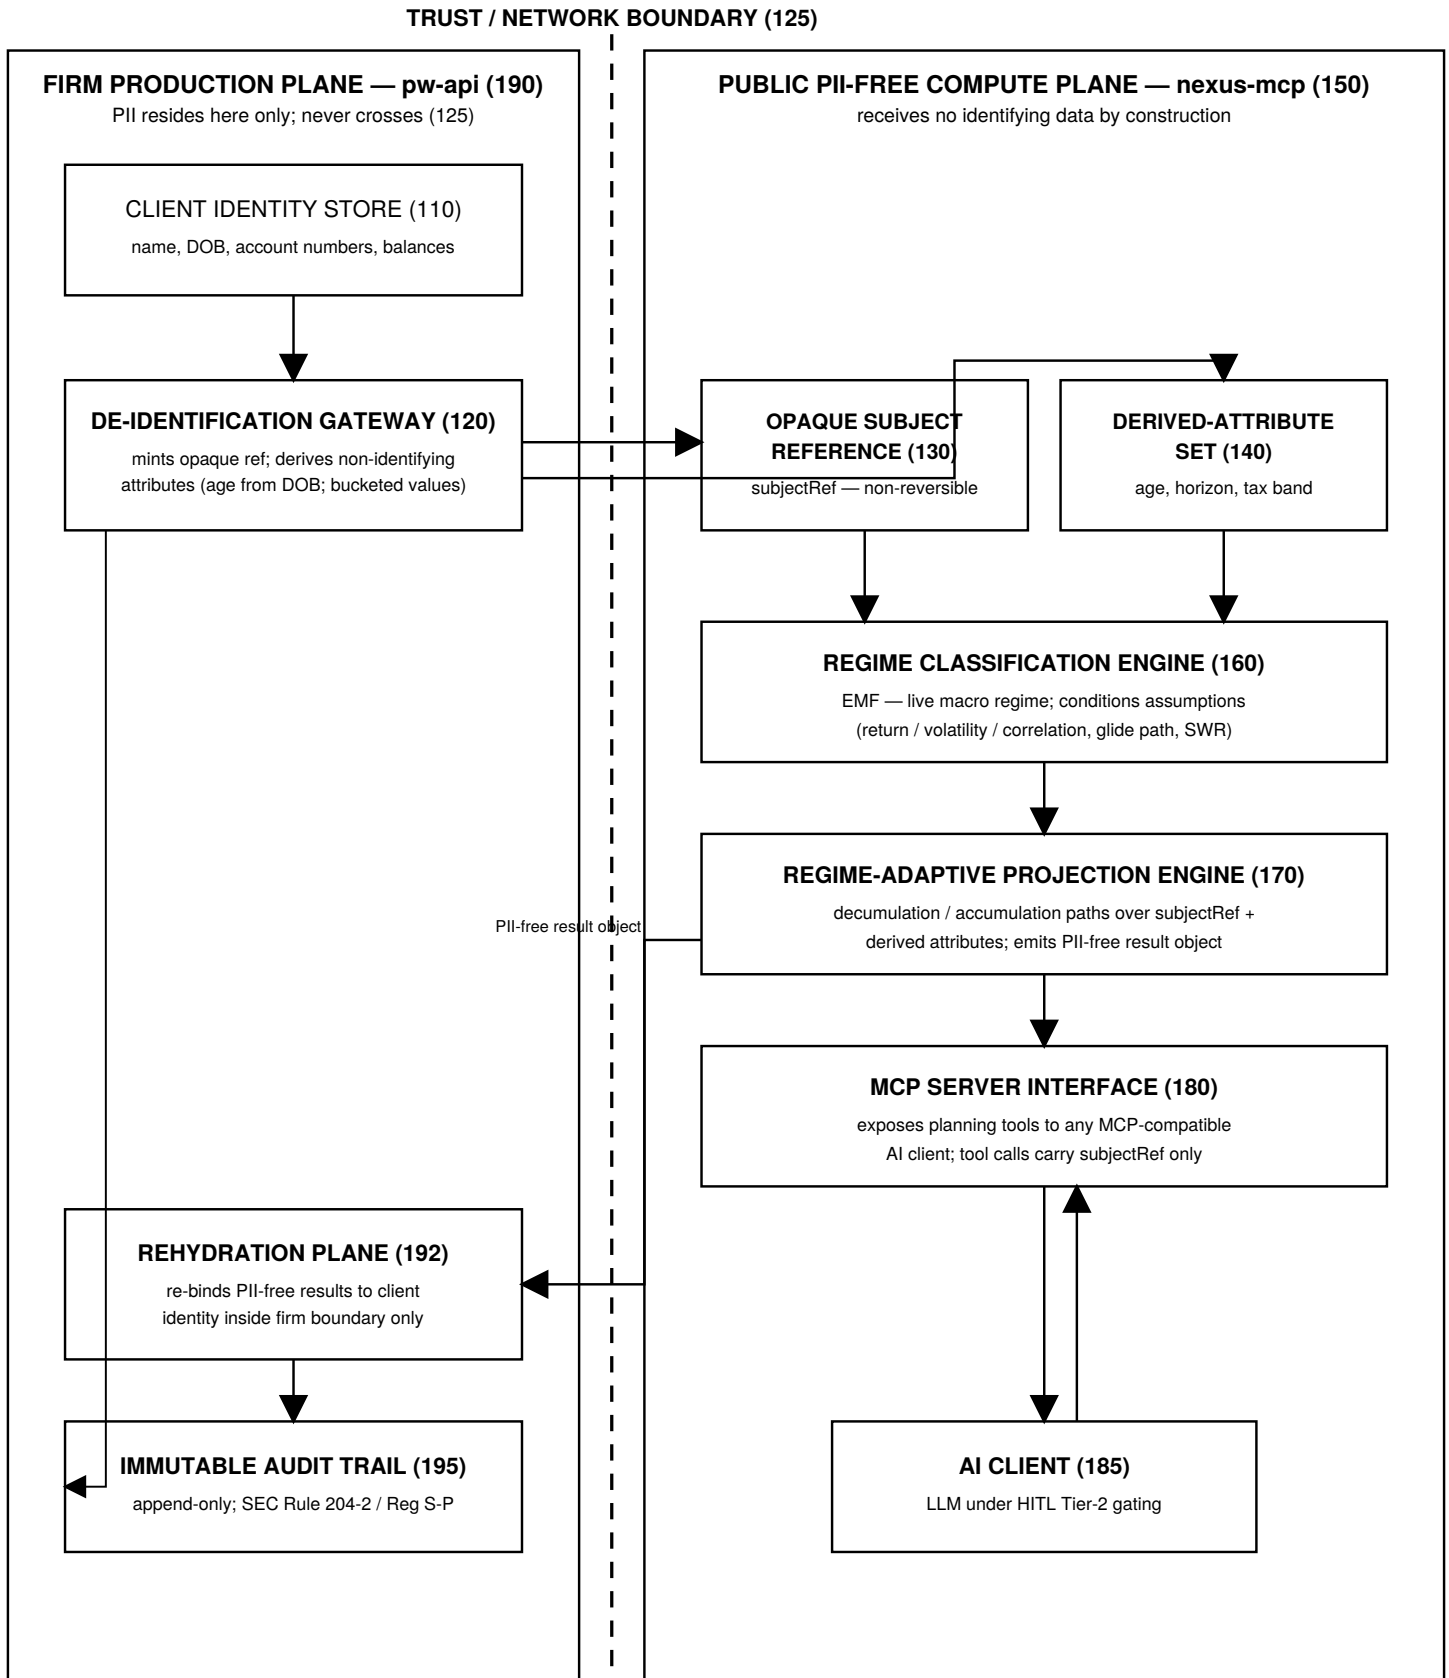 TRUST / NETWORK BOUNDARY (125)
FIRM PRODUCTION PLANE — pw-api (190)
PII resides here only; never crosses (125)
CLIENT IDENTITY STORE (110)
name, DOB, account numbers, balances
DE-IDENTIFICATION GATEWAY (120)
mints opaque ref; derives non-identifying
attributes (age from DOB; bucketed values)
PUBLIC PII-FREE COMPUTE PLANE — nexus-mcp (150)
receives no identifying data by construction
OPAQUE SUBJECT
REFERENCE (130)
subjectRef — non-reversible
DERIVED-ATTRIBUTE
SET (140)
age, horizon, tax band
REGIME CLASSIFICATION ENGINE (160)
EMF — live macro regime; conditions assumptions
(return / volatility / correlation, glide path, SWR)
REGIME-ADAPTIVE PROJECTION ENGINE (170)
decumulation / accumulation paths over subjectRef +
derived attributes; emits PII-free result object
PII-free result object
MCP SERVER INTERFACE (180)
exposes planning tools to any MCP-compatible
AI client; tool calls carry subjectRef only
REHYDRATION PLANE (192)
re-binds PII-free results to client
identity inside firm boundary only
IMMUTABLE AUDIT TRAIL (195)
append-only; SEC Rule 204-2 / Reg S-P
AI CLIENT (185)
LLM under HITL Tier-2 gating